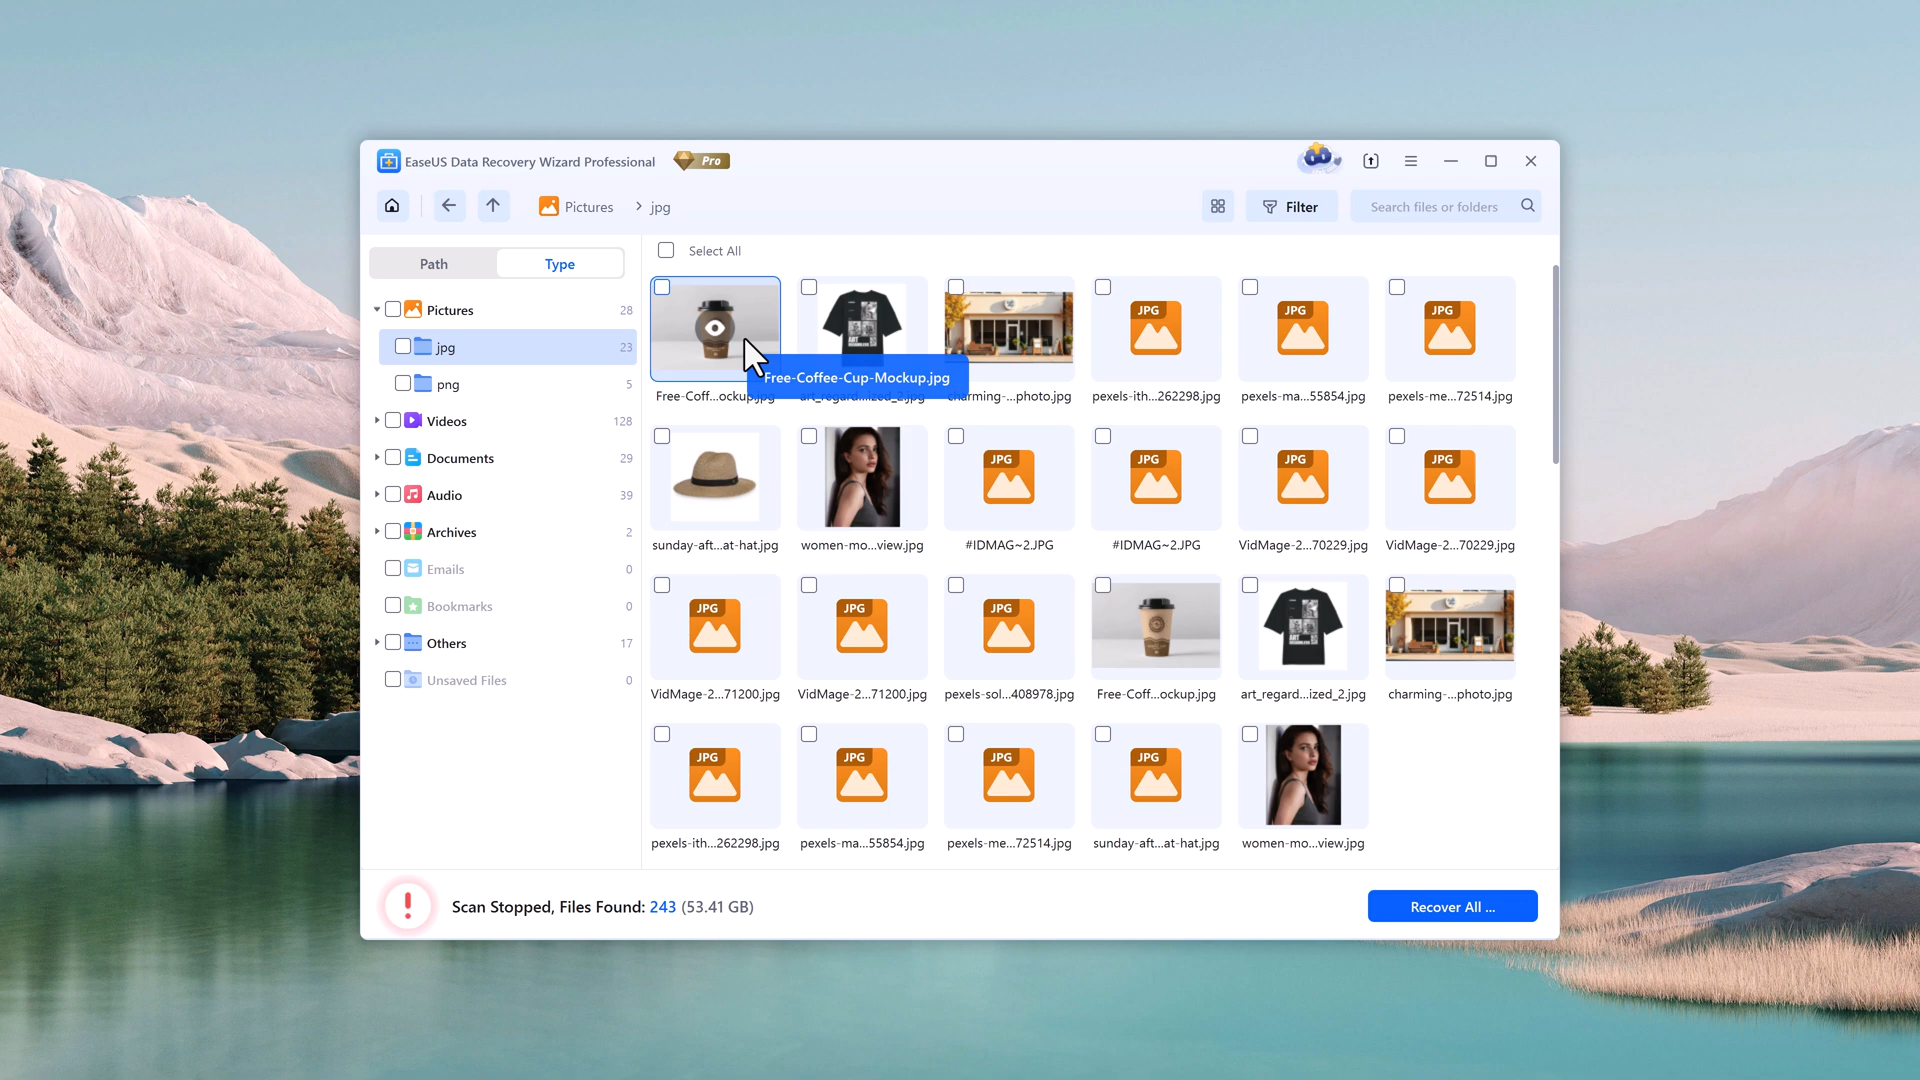 EaseUS Data Recovery Wizard Professional Pro
Pictures > jpg
Filter
Search files or folders
Path
Type
Select All
Pictures 28
jpg 23
png 5
Videos 128
Documents 29
Audio 39
Archives 2
Emails 0
Bookmarks 0
Others 17
Unsaved Files 0
JPG JPG JPG
Free-Coffee-Cup-Mockup.jpg
Free-Coff...ockup.jpg art_regard...ized_2.jpg charming-...photo.jpg pexels-ith...262298.jpg pexels-ma...55854.jpg pexels-me...72514.jpg
JPG JPG JPG JPG
sunday-aft...at-hat.jpg women-mo...view.jpg #IDMAG~2.JPG #IDMAG~2.JPG VidMage-2...70229.jpg VidMage-2...70229.jpg
JPG JPG JPG
VidMage-2...71200.jpg VidMage-2...71200.jpg pexels-sol...408978.jpg Free-Coff...ockup.jpg art_regard...ized_2.jpg charming-...photo.jpg
JPG JPG JPG JPG
pexels-ith...262298.jpg pexels-ma...55854.jpg pexels-me...72514.jpg sunday-aft...at-hat.jpg women-mo...view.jpg
Scan Stopped, Files Found: 243 (53.41 GB)
Recover All ...